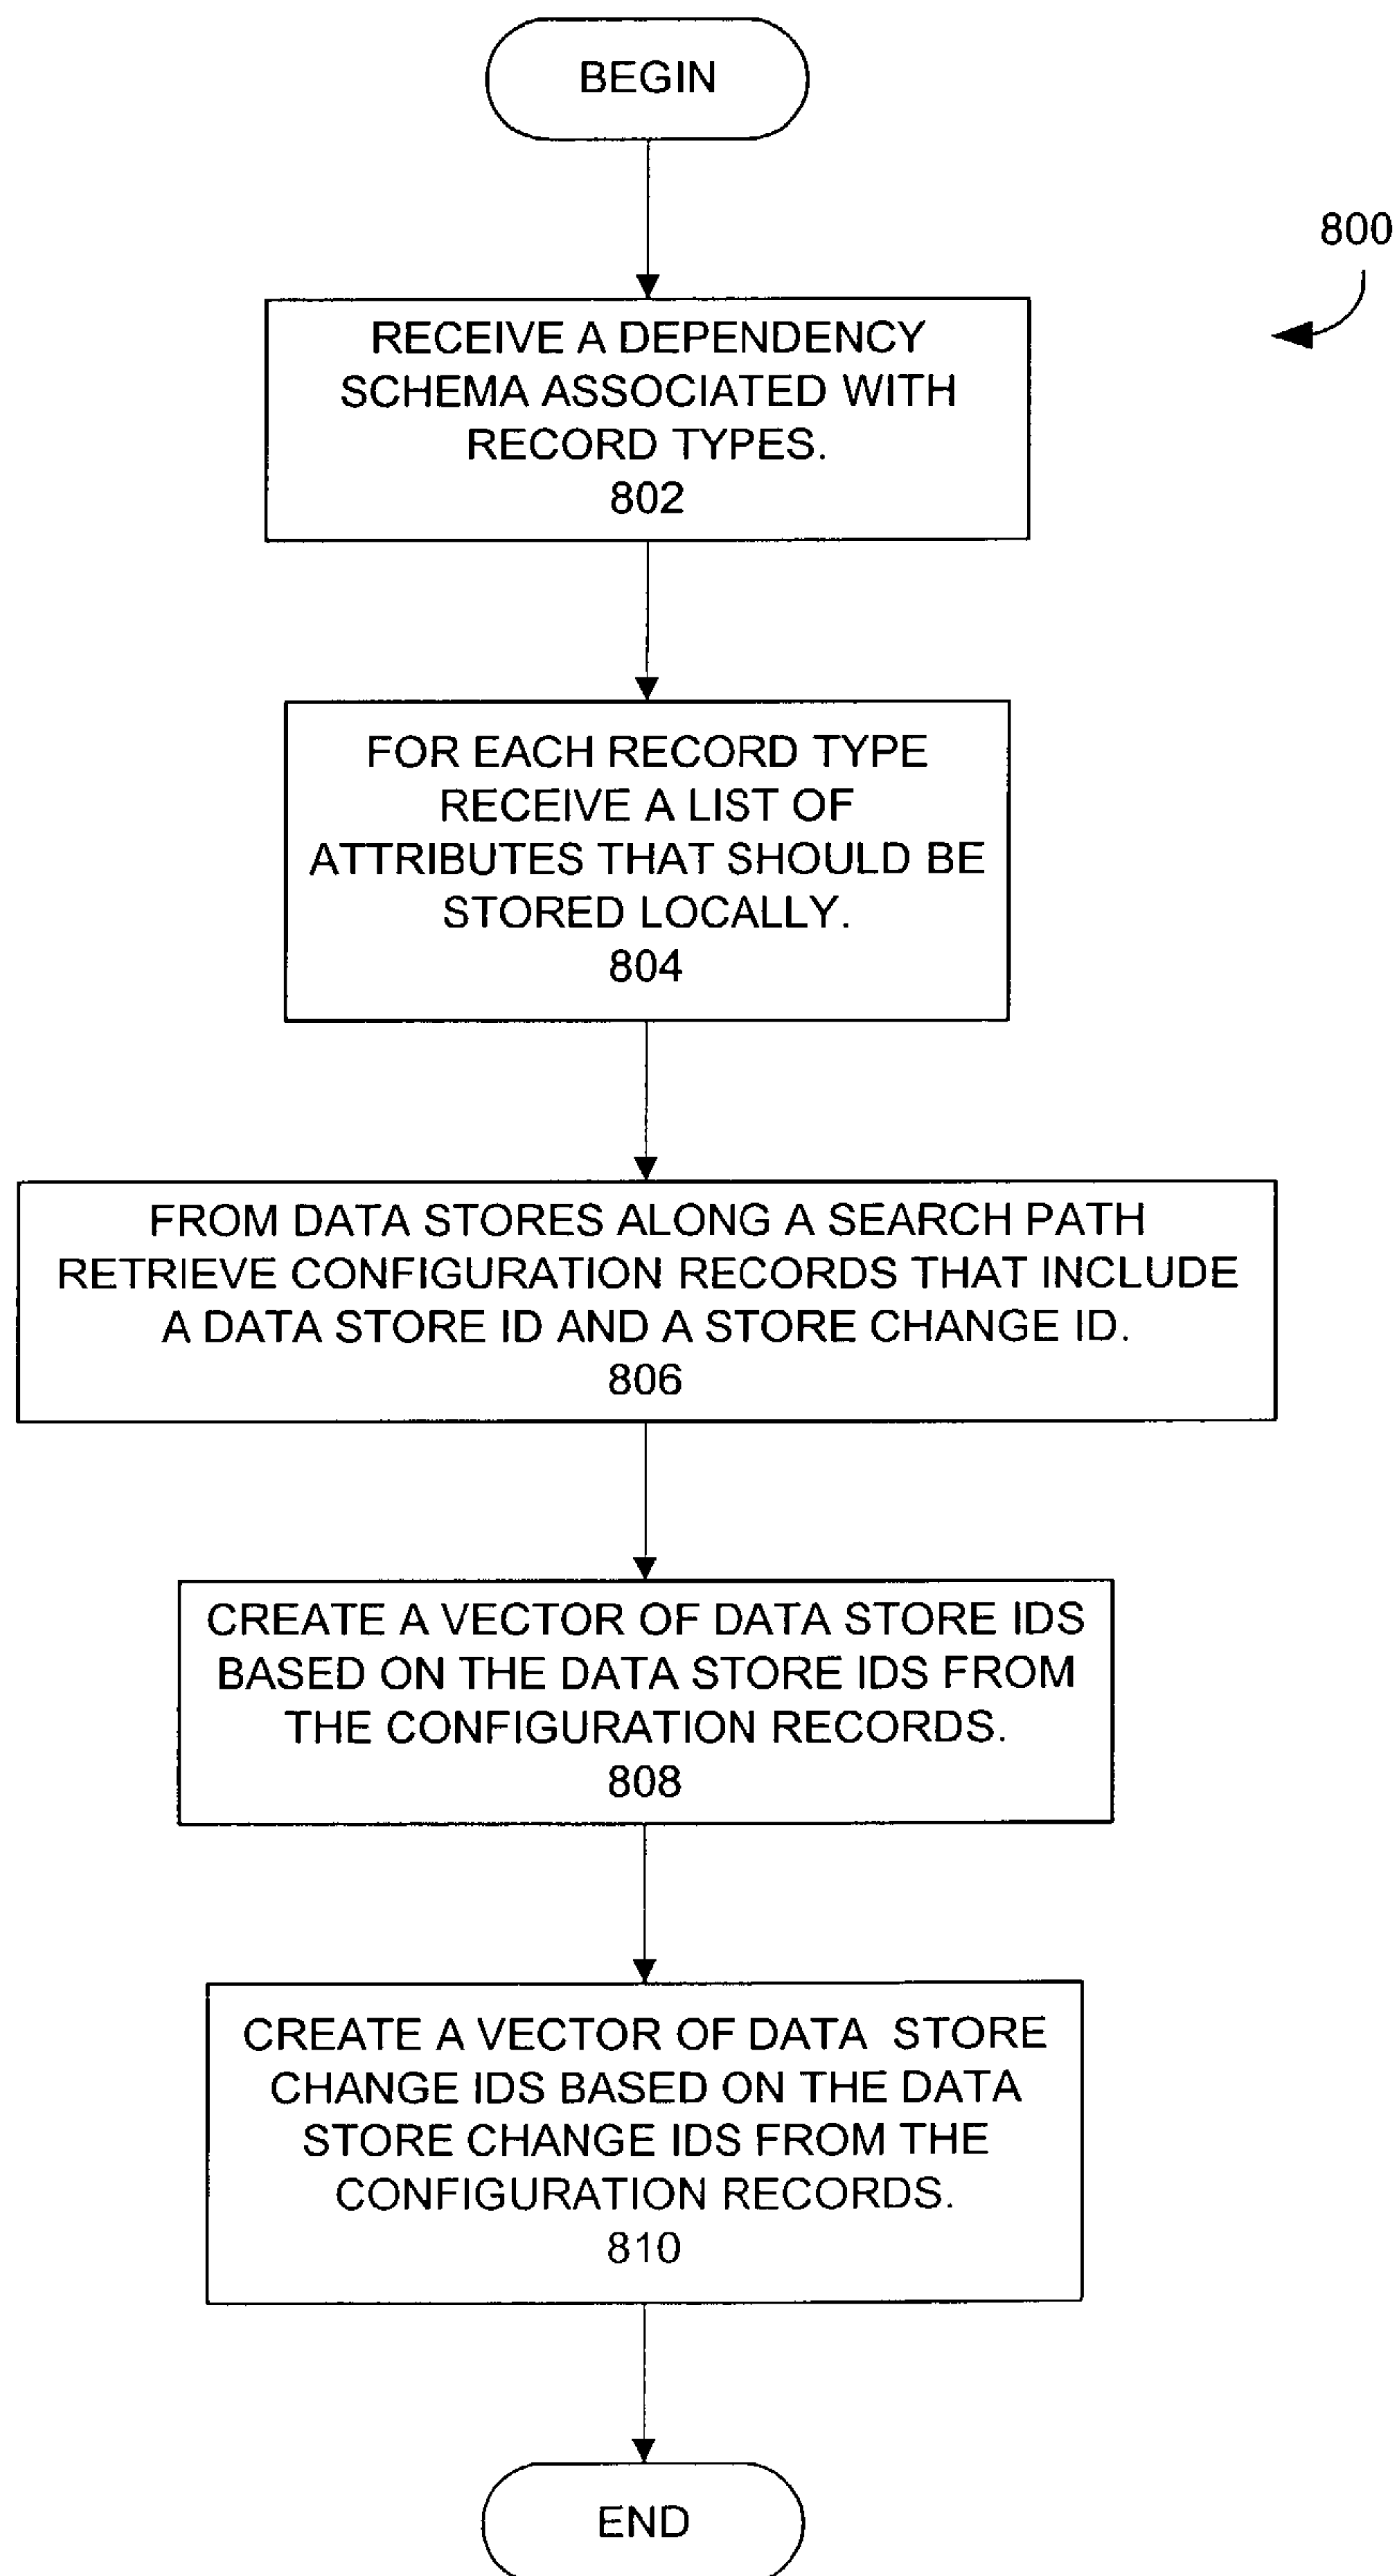 BEGIN
800
RECEIVE A DEPENDENCY
SCHEMA ASSOCIATED WITH
RECORD TYPES.
802
FOR EACH RECORD TYPE
RECEIVE A LIST OF
ATTRIBUTES THAT SHOULD BE
STORED LOCALLY.
804
FROM DATA STORES ALONG A SEARCH PATH
RETRIEVE CONFIGURATION RECORDS THAT INCLUDE
A DATA STORE ID AND A STORE CHANGE ID.
806
CREATE A VECTOR OF DATA STORE IDS
BASED ON THE DATA STORE IDS FROM
THE CONFIGURATION RECORDS.
808
CREATE A VECTOR OF DATA STORE
CHANGE IDS BASED ON THE DATA
STORE CHANGE IDS FROM THE
CONFIGURATION RECORDS.
810
END